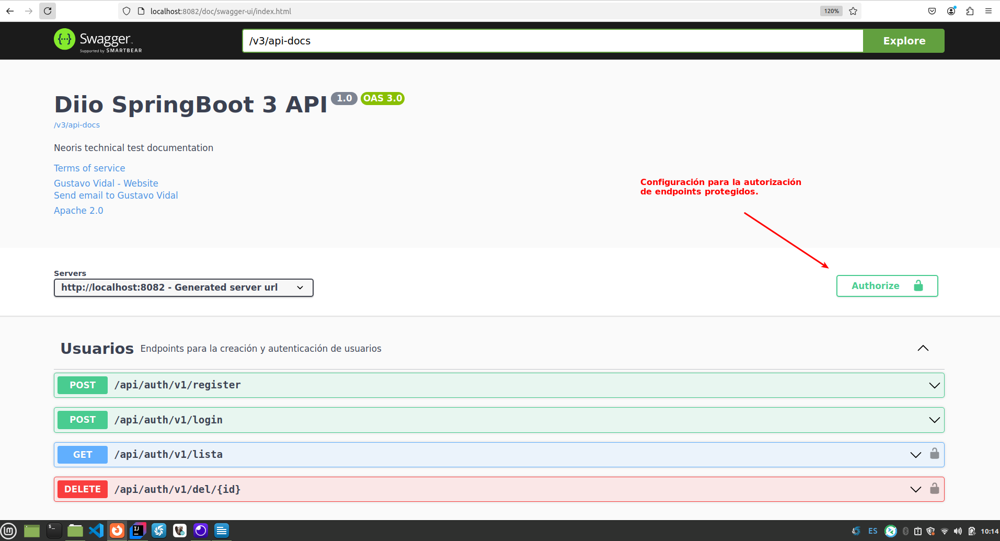 localhost:8082/doc/swagger-ui/index.html
120%
Swagger
Supported by SMARTBEAR
/v3/api-docs
Explore
Diio SpringBoot 3 API 1.0 OAS 3.0
/v3/api-docs
Neoris technical test documentation
Terms of service
Gustavo Vidal - Website
Send email to Gustavo Vidal
Apache 2.0
Configuración para la autorización
de endpoints protegidos.
Servers
http://localhost:8082 - Generated server url
Authorize
Usuarios Endpoints para la creación y autenticación de usuarios
POST /api/auth/v1/register
POST /api/auth/v1/login
GET /api/auth/v1/lista
DELETE /api/auth/v1/del/{id}
ES
10:14